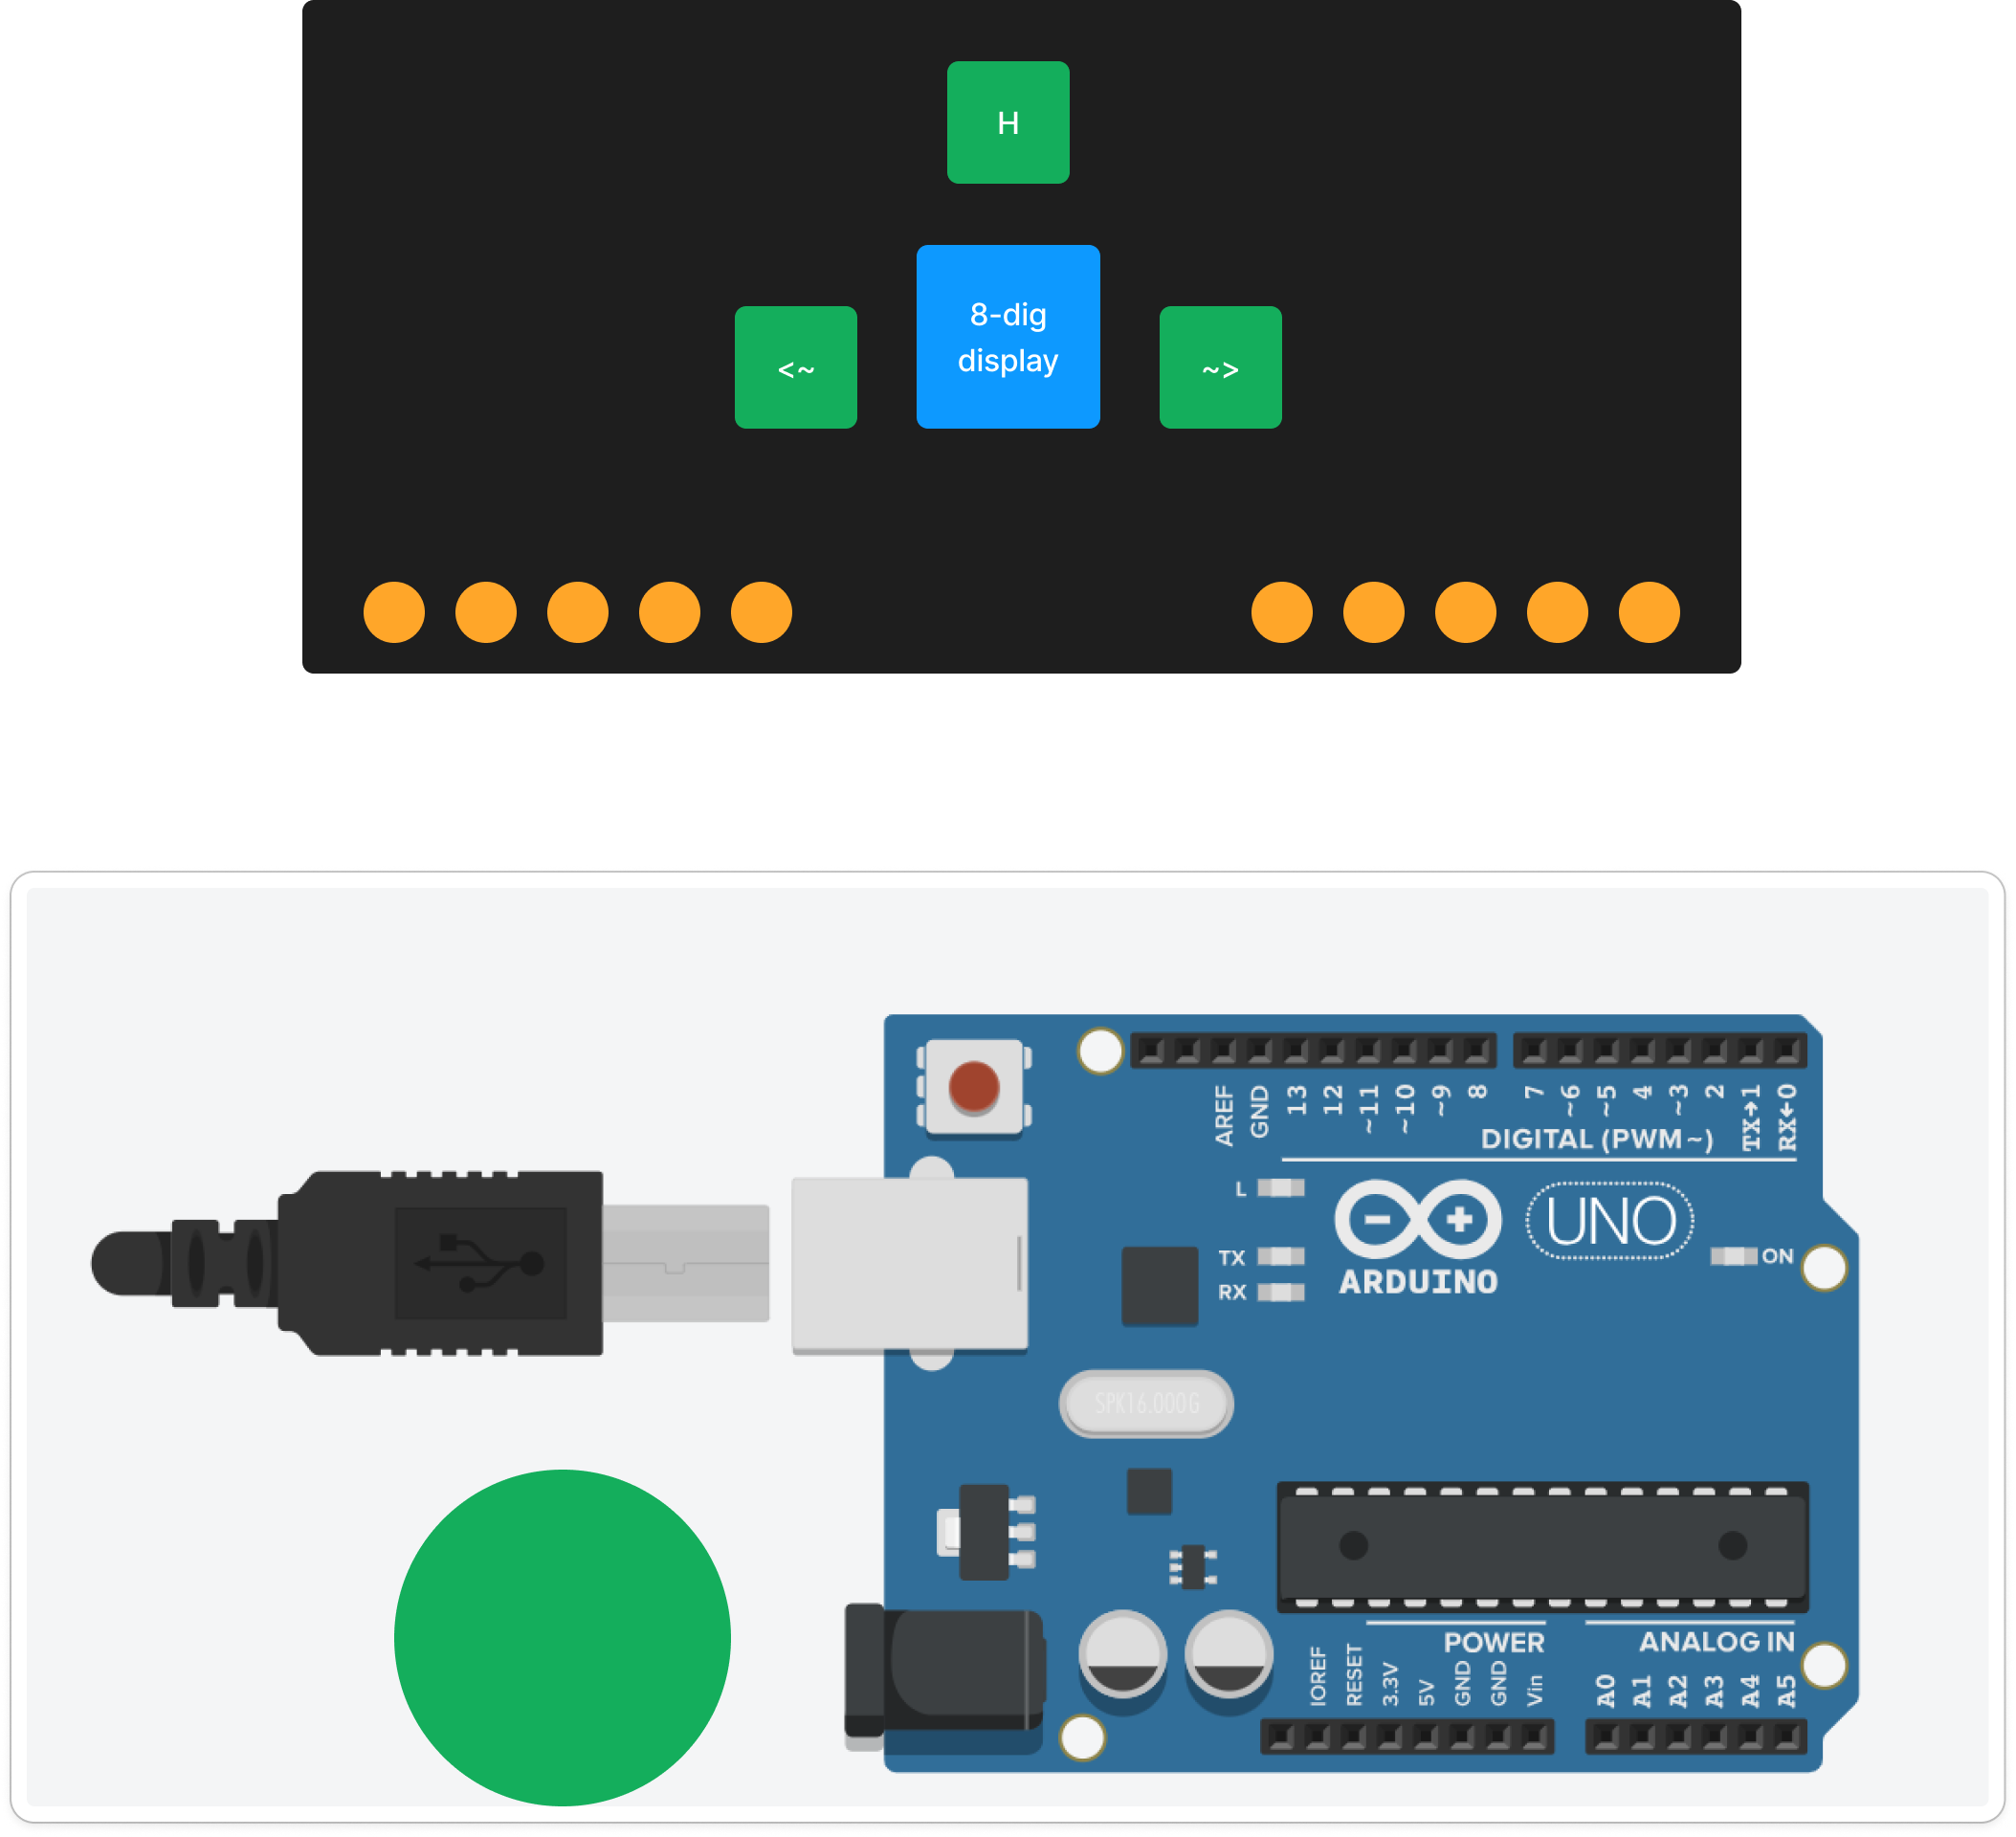 H
8-dig
display
<~
~>
AREF
GND
13
12
~11
~10
~9
8
7
~6
~5
4
~3
2
TX→1
RX←0
DIGITAL (PWM~)
L
TX
RX
ARDUINO
UNO
ON
SPK16.000G
POWER
ANALOG IN
IOREF
RESET
3.3V
5V
GND
GND
Vin
A0
A1
A2
A3
A4
A5